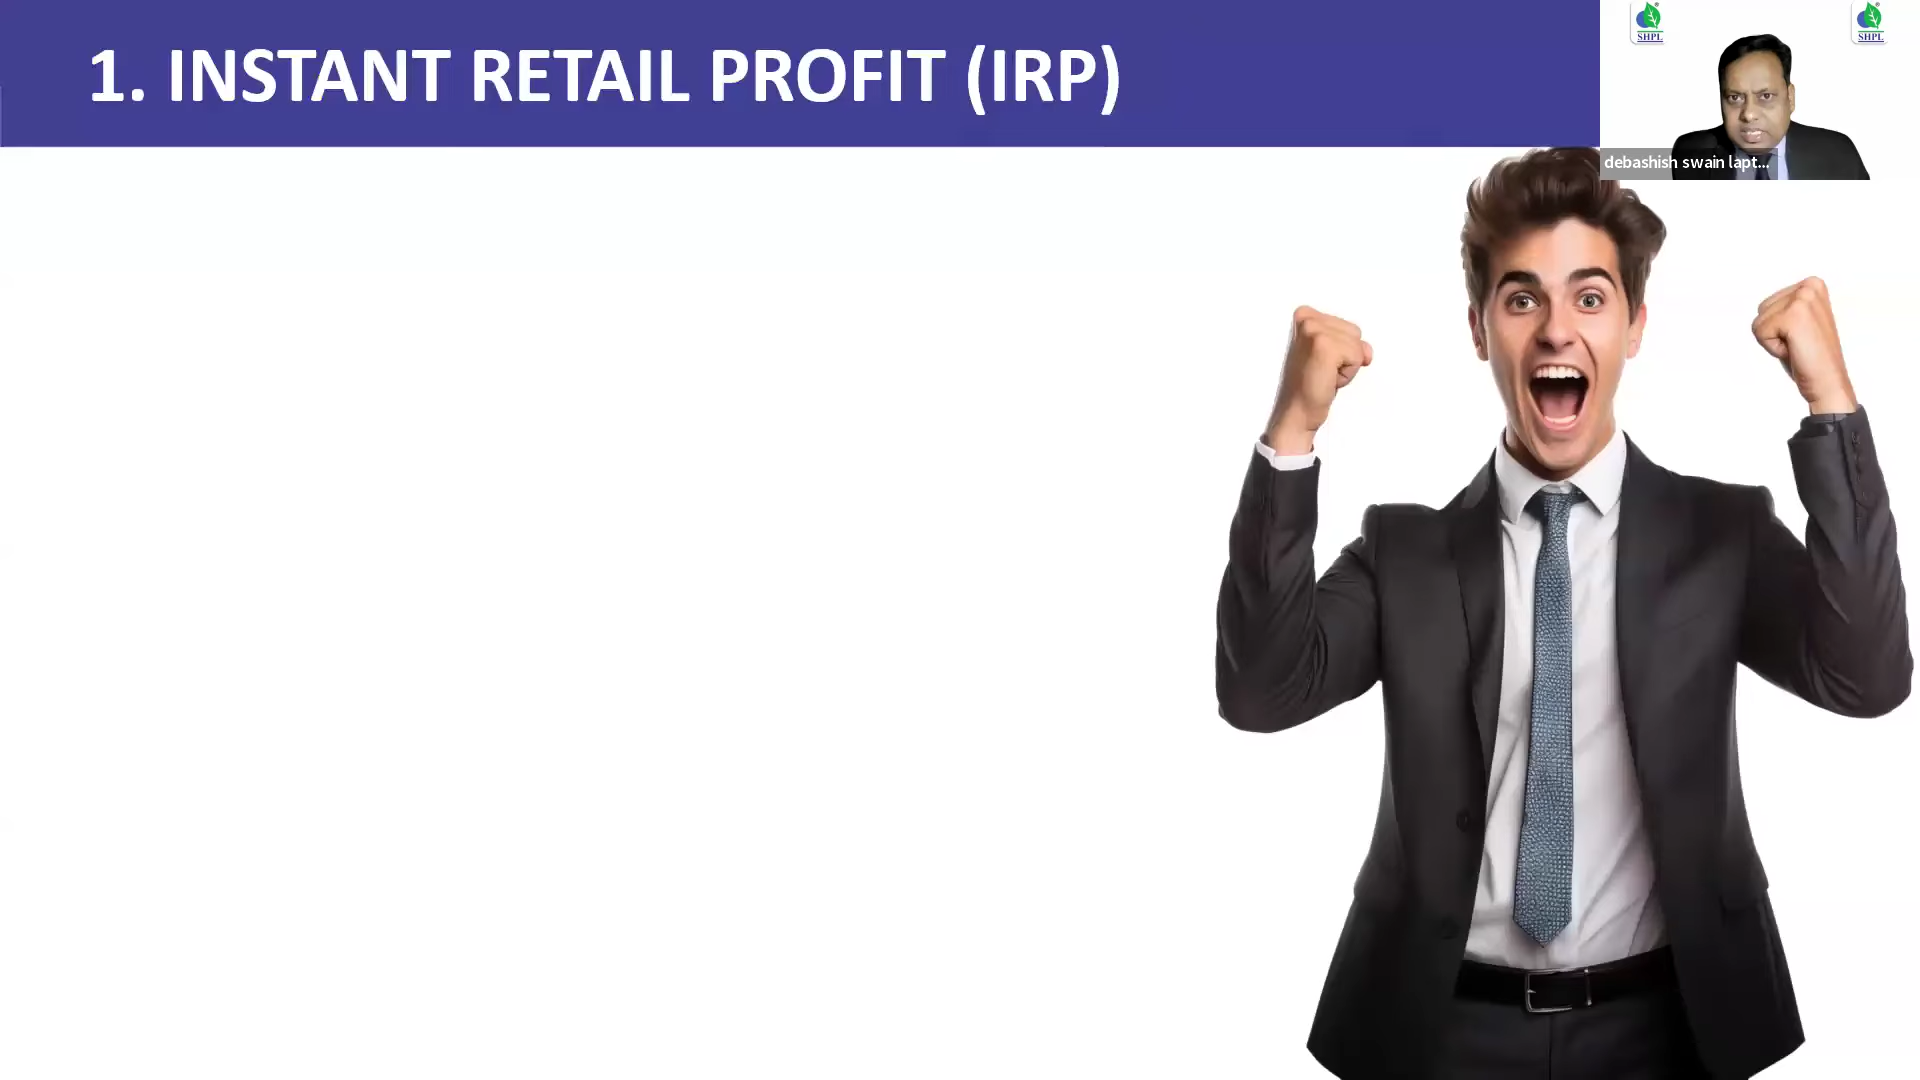 1. INSTANT RETAIL PROFIT (IRP)
SHPL
SHPL
debashish swain lapt...